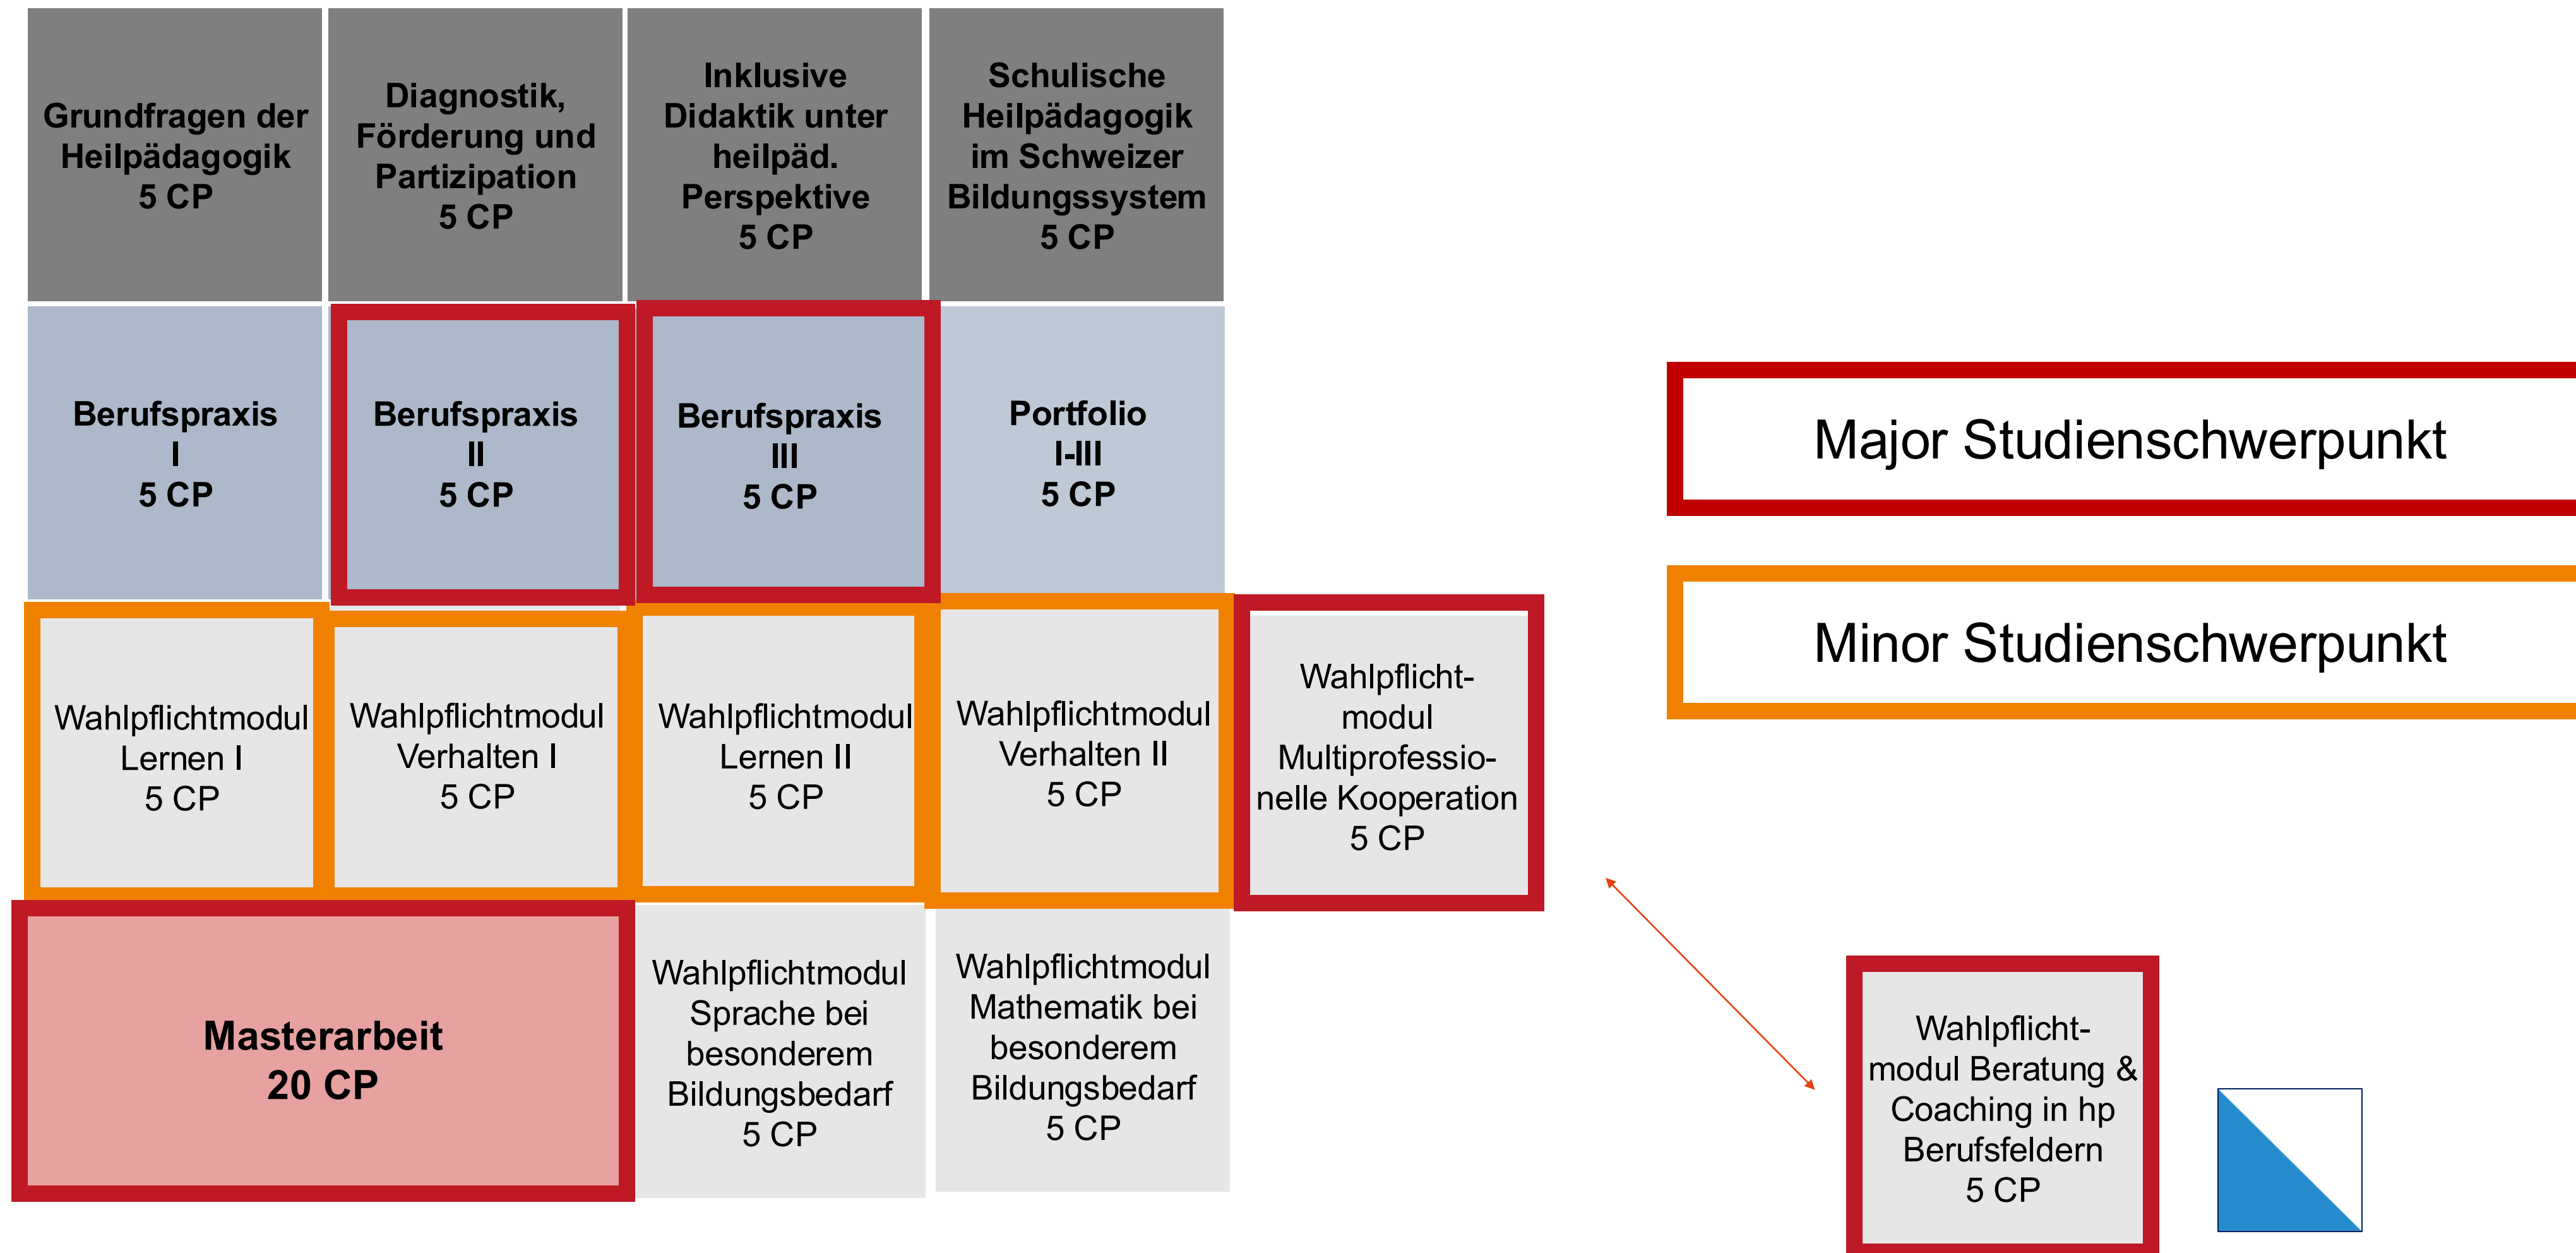 Grundfragen der
Heilpädagogik
5 CP
Diagnostik,
Förderung und
Partizipation
5 CP
Inklusive
Didaktik unter
heilpäd.
Perspektive
5 CP
Schulische
Heilpädagogik
im Schweizer
Bildungssystem
5 CP
Berufspraxis
I
5 CP
Berufspraxis
II
5 CP
Berufspraxis
III
5 CP
Portfolio
I-III
5 CP
Major Studienschwerpunkt
Minor Studienschwerpunkt
Wahlpflichtmodul
Lernen I
5 CP
Wahlpflichtmodul
Verhalten I
5 CP
Wahlpflichtmodul
Lernen II
5 CP
Wahlpflichtmodul
Verhalten II
5 CP
Wahlpflicht-
modul
Multiprofessio-
nelle Kooperation
5 CP
Masterarbeit
20 CP
Wahlpflichtmodul
Sprache bei
besonderem
Bildungsbedarf
5 CP
Wahlpflichtmodul
Mathematik bei
besonderem
Bildungsbedarf
5 CP
Wahlpflicht-
modul Beratung &
Coaching in hp
Berufsfeldern
5 CP